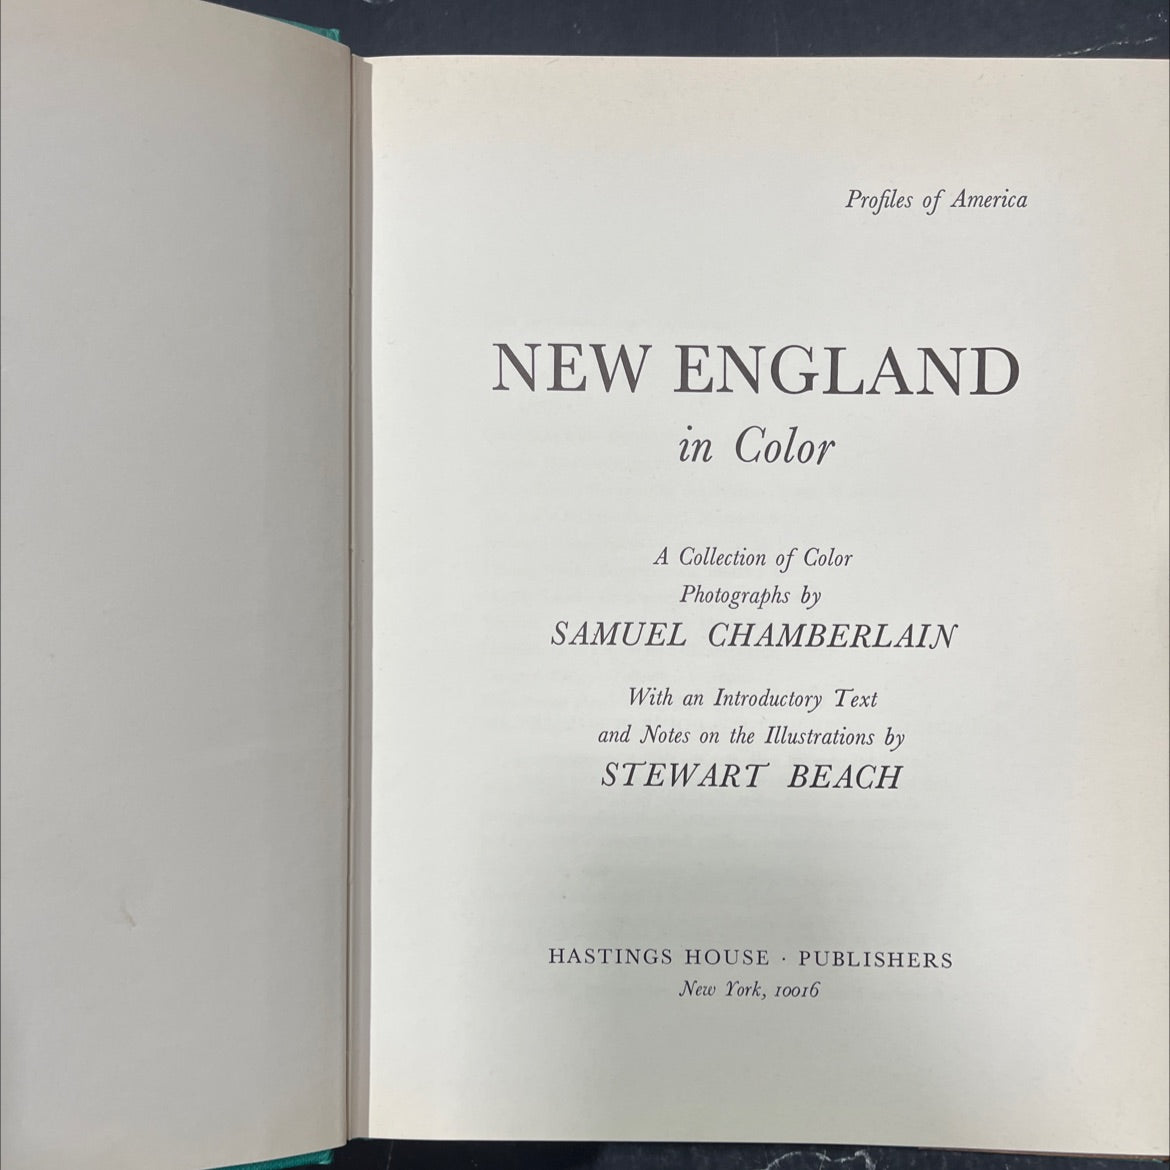 Profiles of America
NEW ENGLAND
in Color
A Collection of Color
Photographs by
SAMUEL CHAMBERLAIN
With an Introductory Text
and Notes on the Illustrations by
STEWART BEACH
HASTINGS HOUSE · PUBLISHERS
New York, 10016